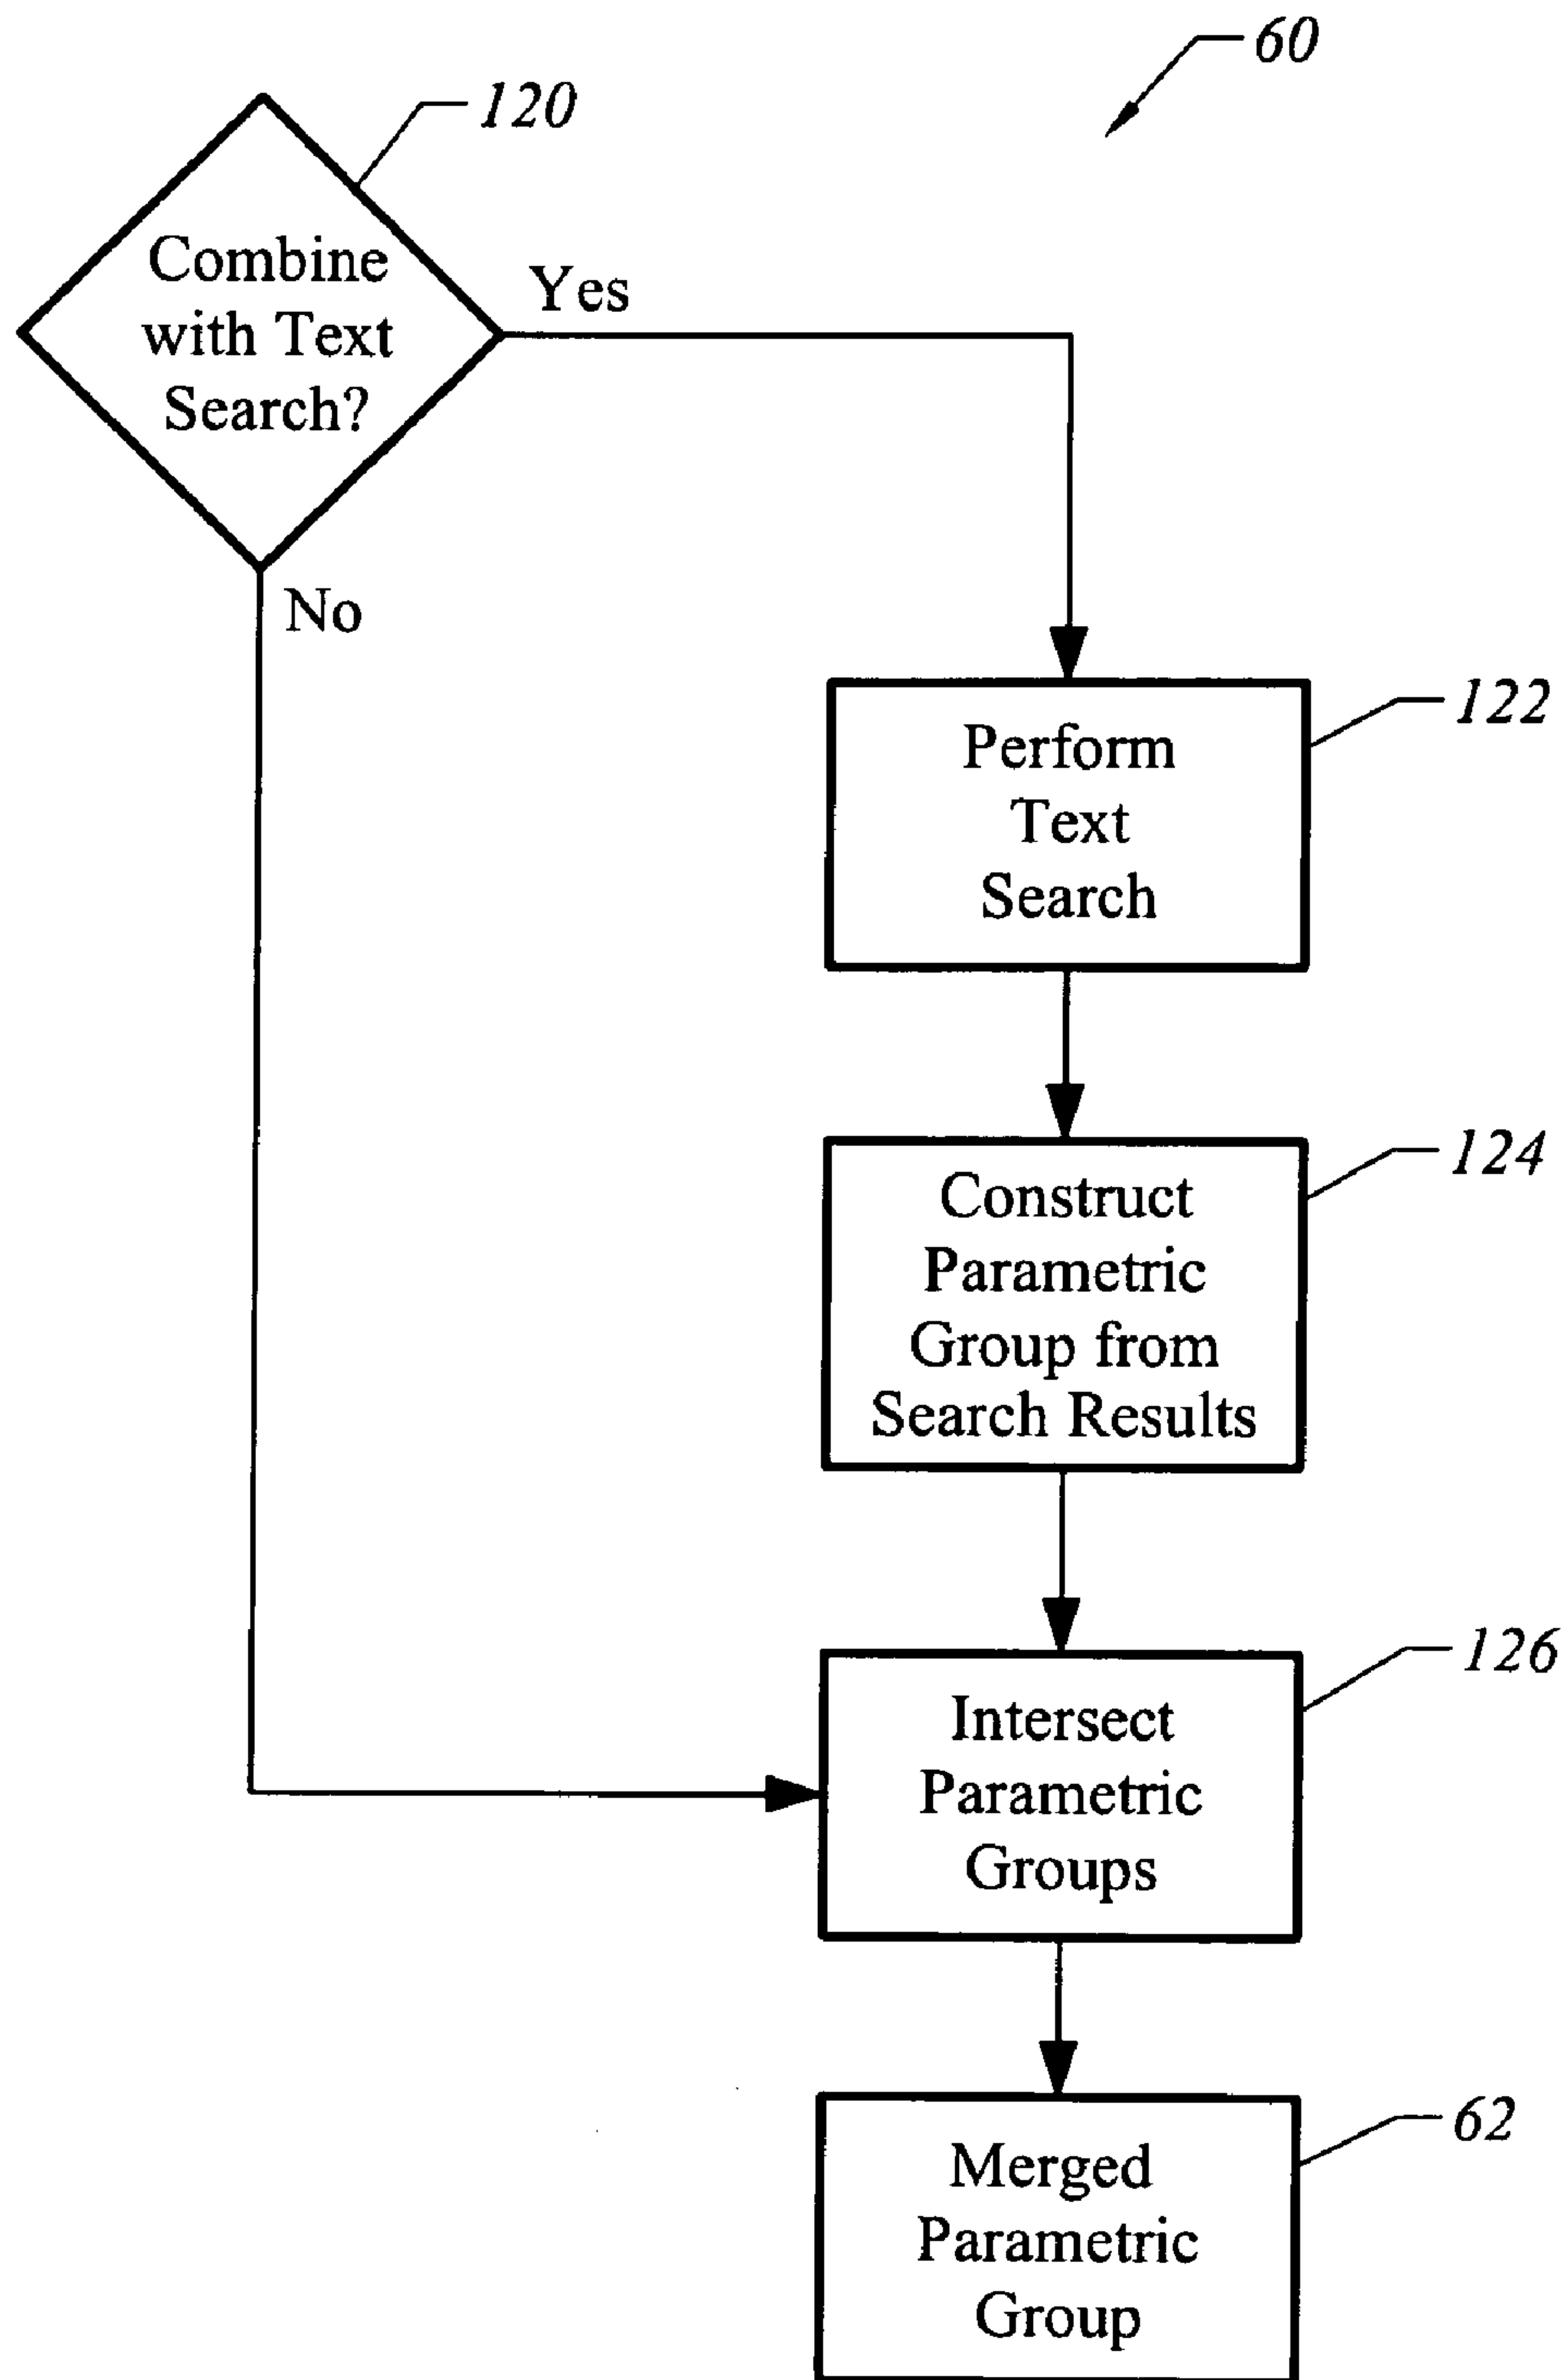 60
120
Combine
with Text
Search?
Yes
No
122
Perform
Text
Search
124
Construct
Parametric
Group from
Search Results
126
Intersect
Parametric
Groups
62
Merged
Parametric
Group